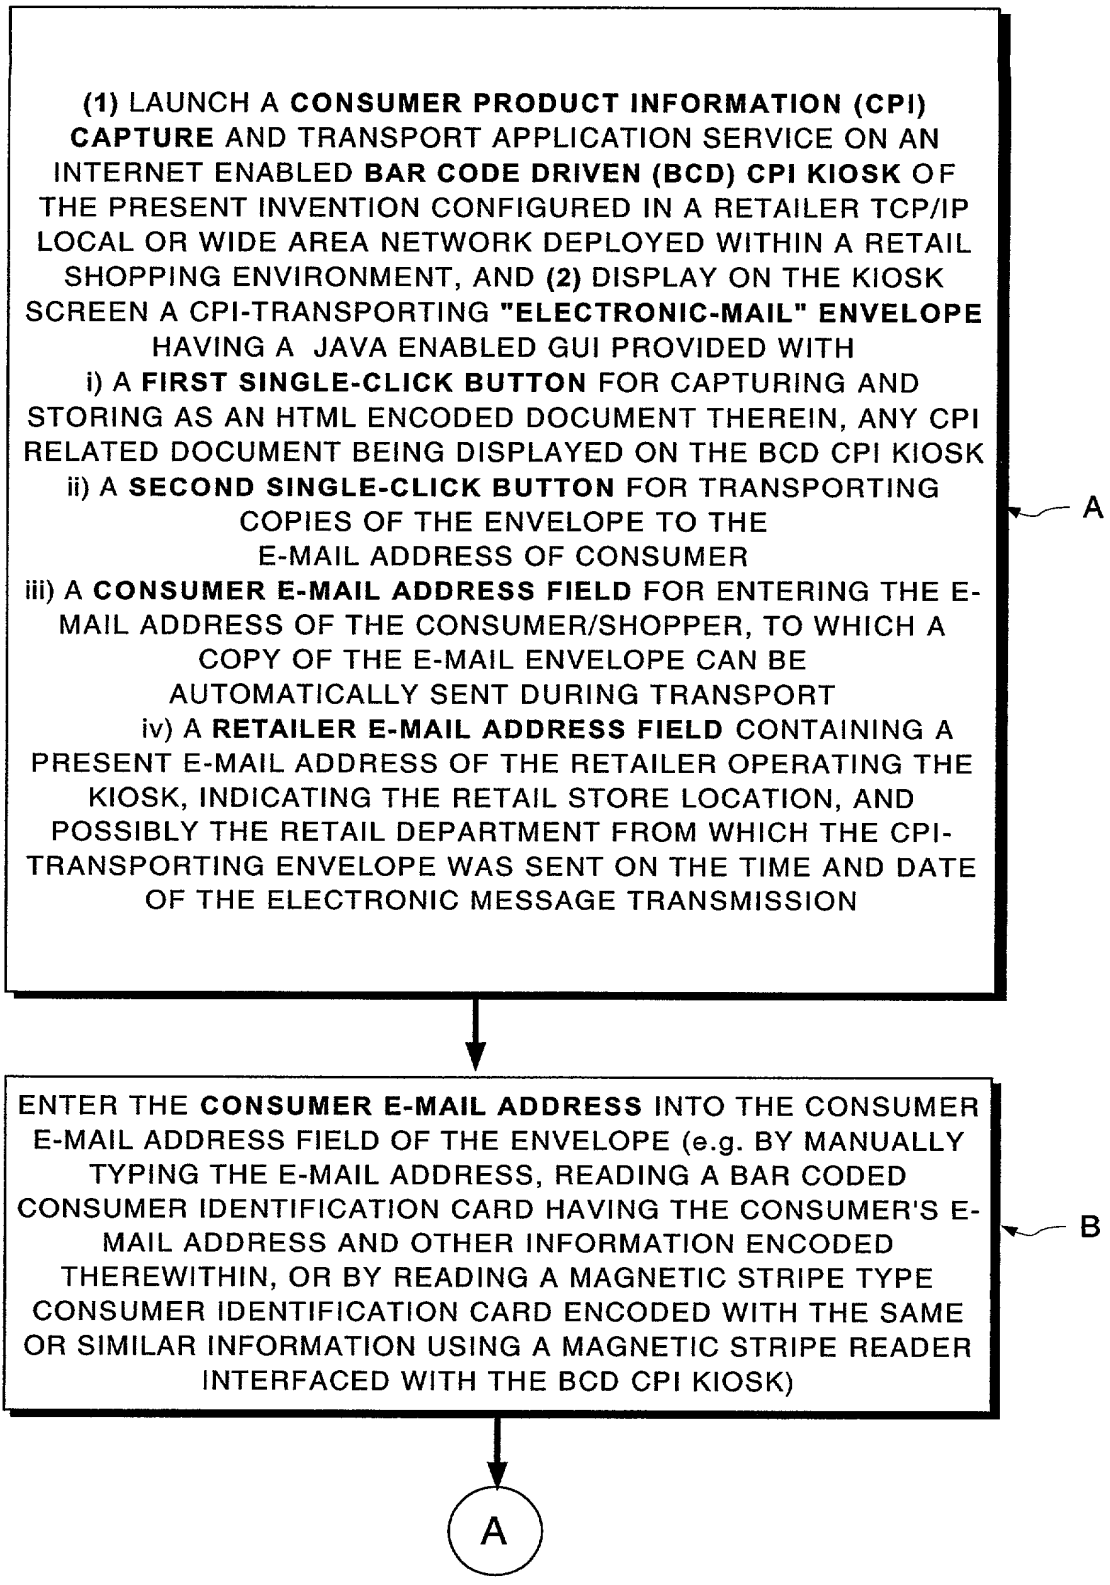 (1) LAUNCH A CONSUMER PRODUCT INFORMATION (CPI)
CAPTURE AND TRANSPORT APPLICATION SERVICE ON AN
INTERNET ENABLED BAR CODE DRIVEN (BCD) CPI KIOSK OF
THE PRESENT INVENTION CONFIGURED IN A RETAILER TCP/IP
LOCAL OR WIDE AREA NETWORK DEPLOYED WITHIN A RETAIL
SHOPPING ENVIRONMENT, AND (2) DISPLAY ON THE KIOSK
SCREEN A CPI-TRANSPORTING "ELECTRONIC-MAIL" ENVELOPE
HAVING A JAVA ENABLED GUI PROVIDED WITH
i) A FIRST SINGLE-CLICK BUTTON FOR CAPTURING AND
STORING AS AN HTML ENCODED DOCUMENT THEREIN, ANY CPI
RELATED DOCUMENT BEING DISPLAYED ON THE BCD CPI KIOSK
ii) A SECOND SINGLE-CLICK BUTTON FOR TRANSPORTING
COPIES OF THE ENVELOPE TO THE
E-MAIL ADDRESS OF CONSUMER
iii) A CONSUMER E-MAIL ADDRESS FIELD FOR ENTERING THE E-
MAIL ADDRESS OF THE CONSUMER/SHOPPER, TO WHICH A
COPY OF THE E-MAIL ENVELOPE CAN BE
AUTOMATICALLY SENT DURING TRANSPORT
iv) A RETAILER E-MAIL ADDRESS FIELD CONTAINING A
PRESENT E-MAIL ADDRESS OF THE RETAILER OPERATING THE
KIOSK, INDICATING THE RETAIL STORE LOCATION, AND
POSSIBLY THE RETAIL DEPARTMENT FROM WHICH THE CPI-
TRANSPORTING ENVELOPE WAS SENT ON THE TIME AND DATE
OF THE ELECTRONIC MESSAGE TRANSMISSION
A
ENTER THE CONSUMER E-MAIL ADDRESS INTO THE CONSUMER
E-MAIL ADDRESS FIELD OF THE ENVELOPE (e.g. BY MANUALLY
TYPING THE E-MAIL ADDRESS, READING A BAR CODED
CONSUMER IDENTIFICATION CARD HAVING THE CONSUMER'S E-
MAIL ADDRESS AND OTHER INFORMATION ENCODED
THEREWITHIN, OR BY READING A MAGNETIC STRIPE TYPE
CONSUMER IDENTIFICATION CARD ENCODED WITH THE SAME
OR SIMILAR INFORMATION USING A MAGNETIC STRIPE READER
INTERFACED WITH THE BCD CPI KIOSK)
B
A